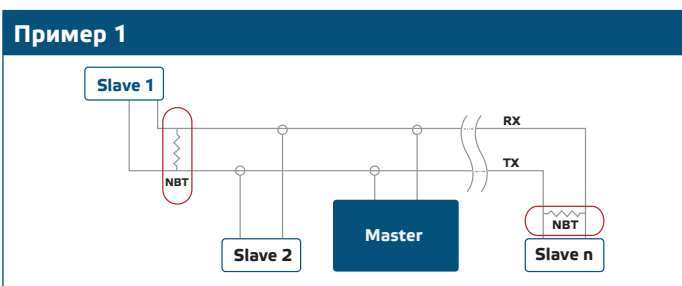 Пример 1
Slave 1
RX
TX
NBT
NBT
Master
Slave 2
Slave n